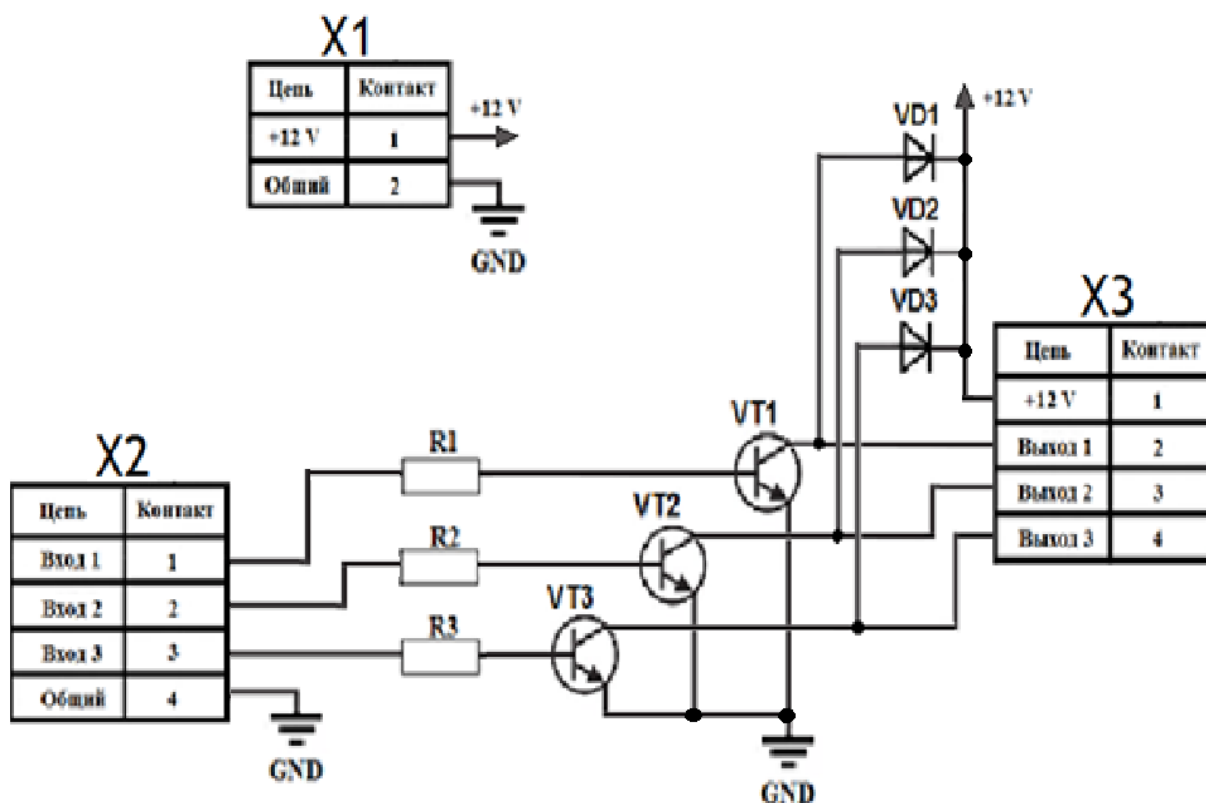 X1
Цепь Контакт
+12 V 1
Общий 2
+12 V
GND
+12 V
VD1
VD2
VD3
X3
Цепь Контакт
+12 V 1
Выход 1 2
Выход 2 3
Выход 3 4
VT1
VT2
VT3
R1
R2
R3
X2
Цепь Контакт
Вход 1 1
Вход 2 2
Вход 3 3
Общий 4
GND
GND